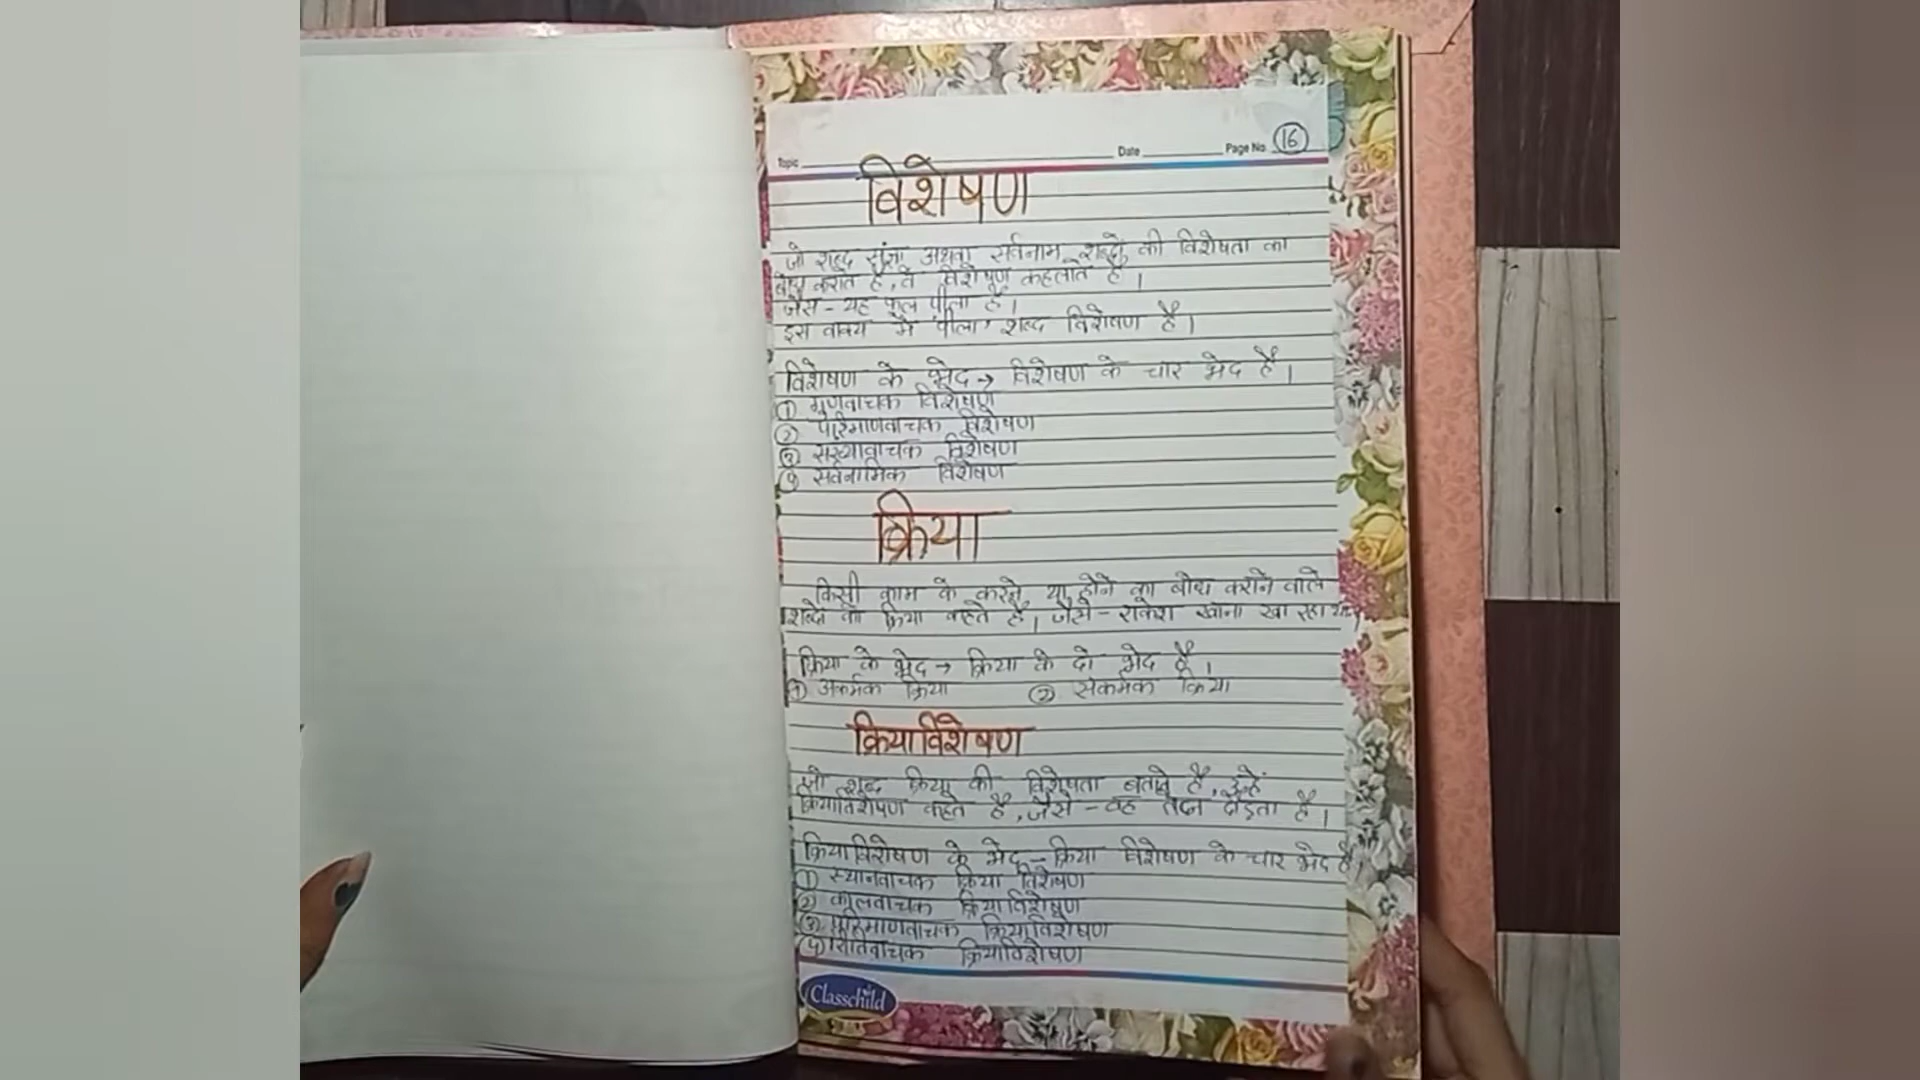 Topic Date Page No. 16
विशेषण
जो शब्द संज्ञा अथवा सर्वनाम शब्दों की विशेषता का
बोध कराते है, वे विशेषण कहलाते है ।
जैसे - यह फूल पीला है ।
इस वाक्य में 'पीला' शब्द विशेषण है ।
विशेषण के भेद → विशेषण के चार भेद है ।
① गुणवाचक विशेषण
② परिमाणवाचक विशेषण
③ संख्यावाचक विशेषण
④ सर्वनामिक विशेषण
क्रिया
किसी काम के करने या होने का बोध कराने वाले
शब्दों को क्रिया कहते है । जैसे - राकेश खाना खा रहा
क्रिया के भेद → क्रिया के दो भेद है ।
① अकर्मक क्रिया ② सकर्मक क्रिया
क्रियाविशेषण
जो शब्द क्रिया की विशेषता बताते है, उन्हें
क्रियाविशेषण कहते है , जैसे - वह तेज दौड़ता है ।
क्रियाविशेषण के भेद - क्रिया विशेषण के चार भेद है
① स्थानवाचक क्रिया विशेषण
② कालवाचक क्रियाविशेषण
③ परिमाणवाचक क्रियाविशेषण
④ रीतिवाचक क्रियाविशेषण
Classchild